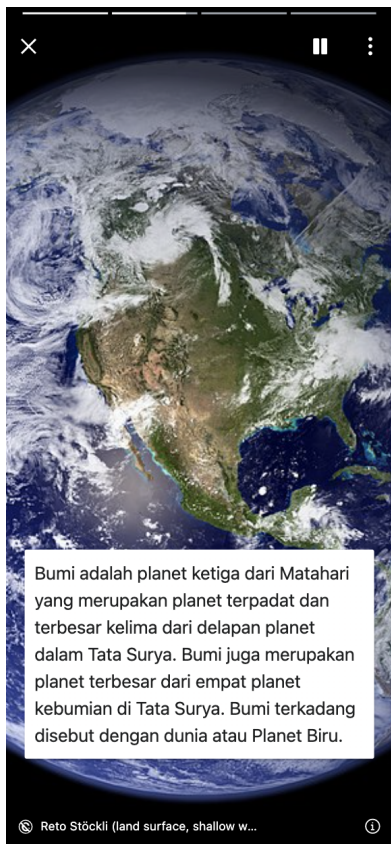 Bumi adalah planet ketiga dari Matahari
yang merupakan planet terpadat dan
terbesar kelima dari delapan planet
dalam Tata Surya. Bumi juga merupakan
planet terbesar dari empat planet
kebumian di Tata Surya. Bumi terkadang
disebut dengan dunia atau Planet Biru.
Reto Stöckli (land surface, shallow w...